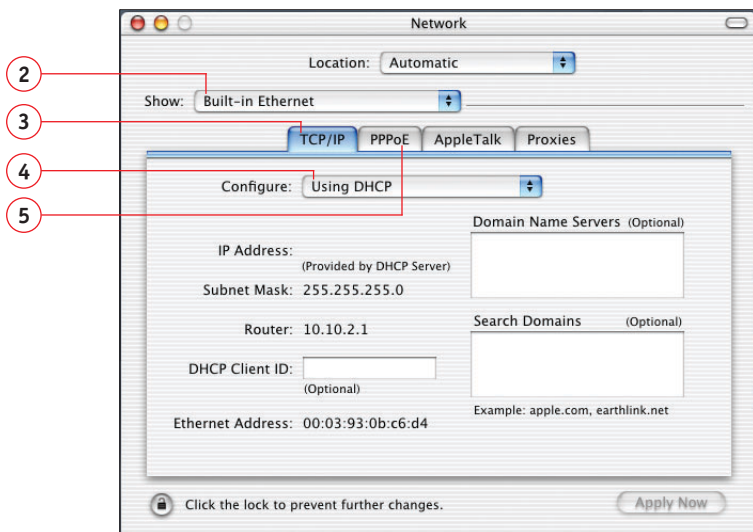 Network
Location: Automatic
2
Show: Built-in Ethernet
3
TCP/IP PPPoE AppleTalk Proxies
4
Configure: Using DHCP
5
Domain Name Servers (Optional)
IP Address:
(Provided by DHCP Server)
Subnet Mask: 255.255.255.0
Search Domains (Optional)
Router: 10.10.2.1
DHCP Client ID:
(Optional)
Example: apple.com, earthlink.net
Ethernet Address: 00:03:93:0b:c6:d4
Click the lock to prevent further changes.
Apply Now